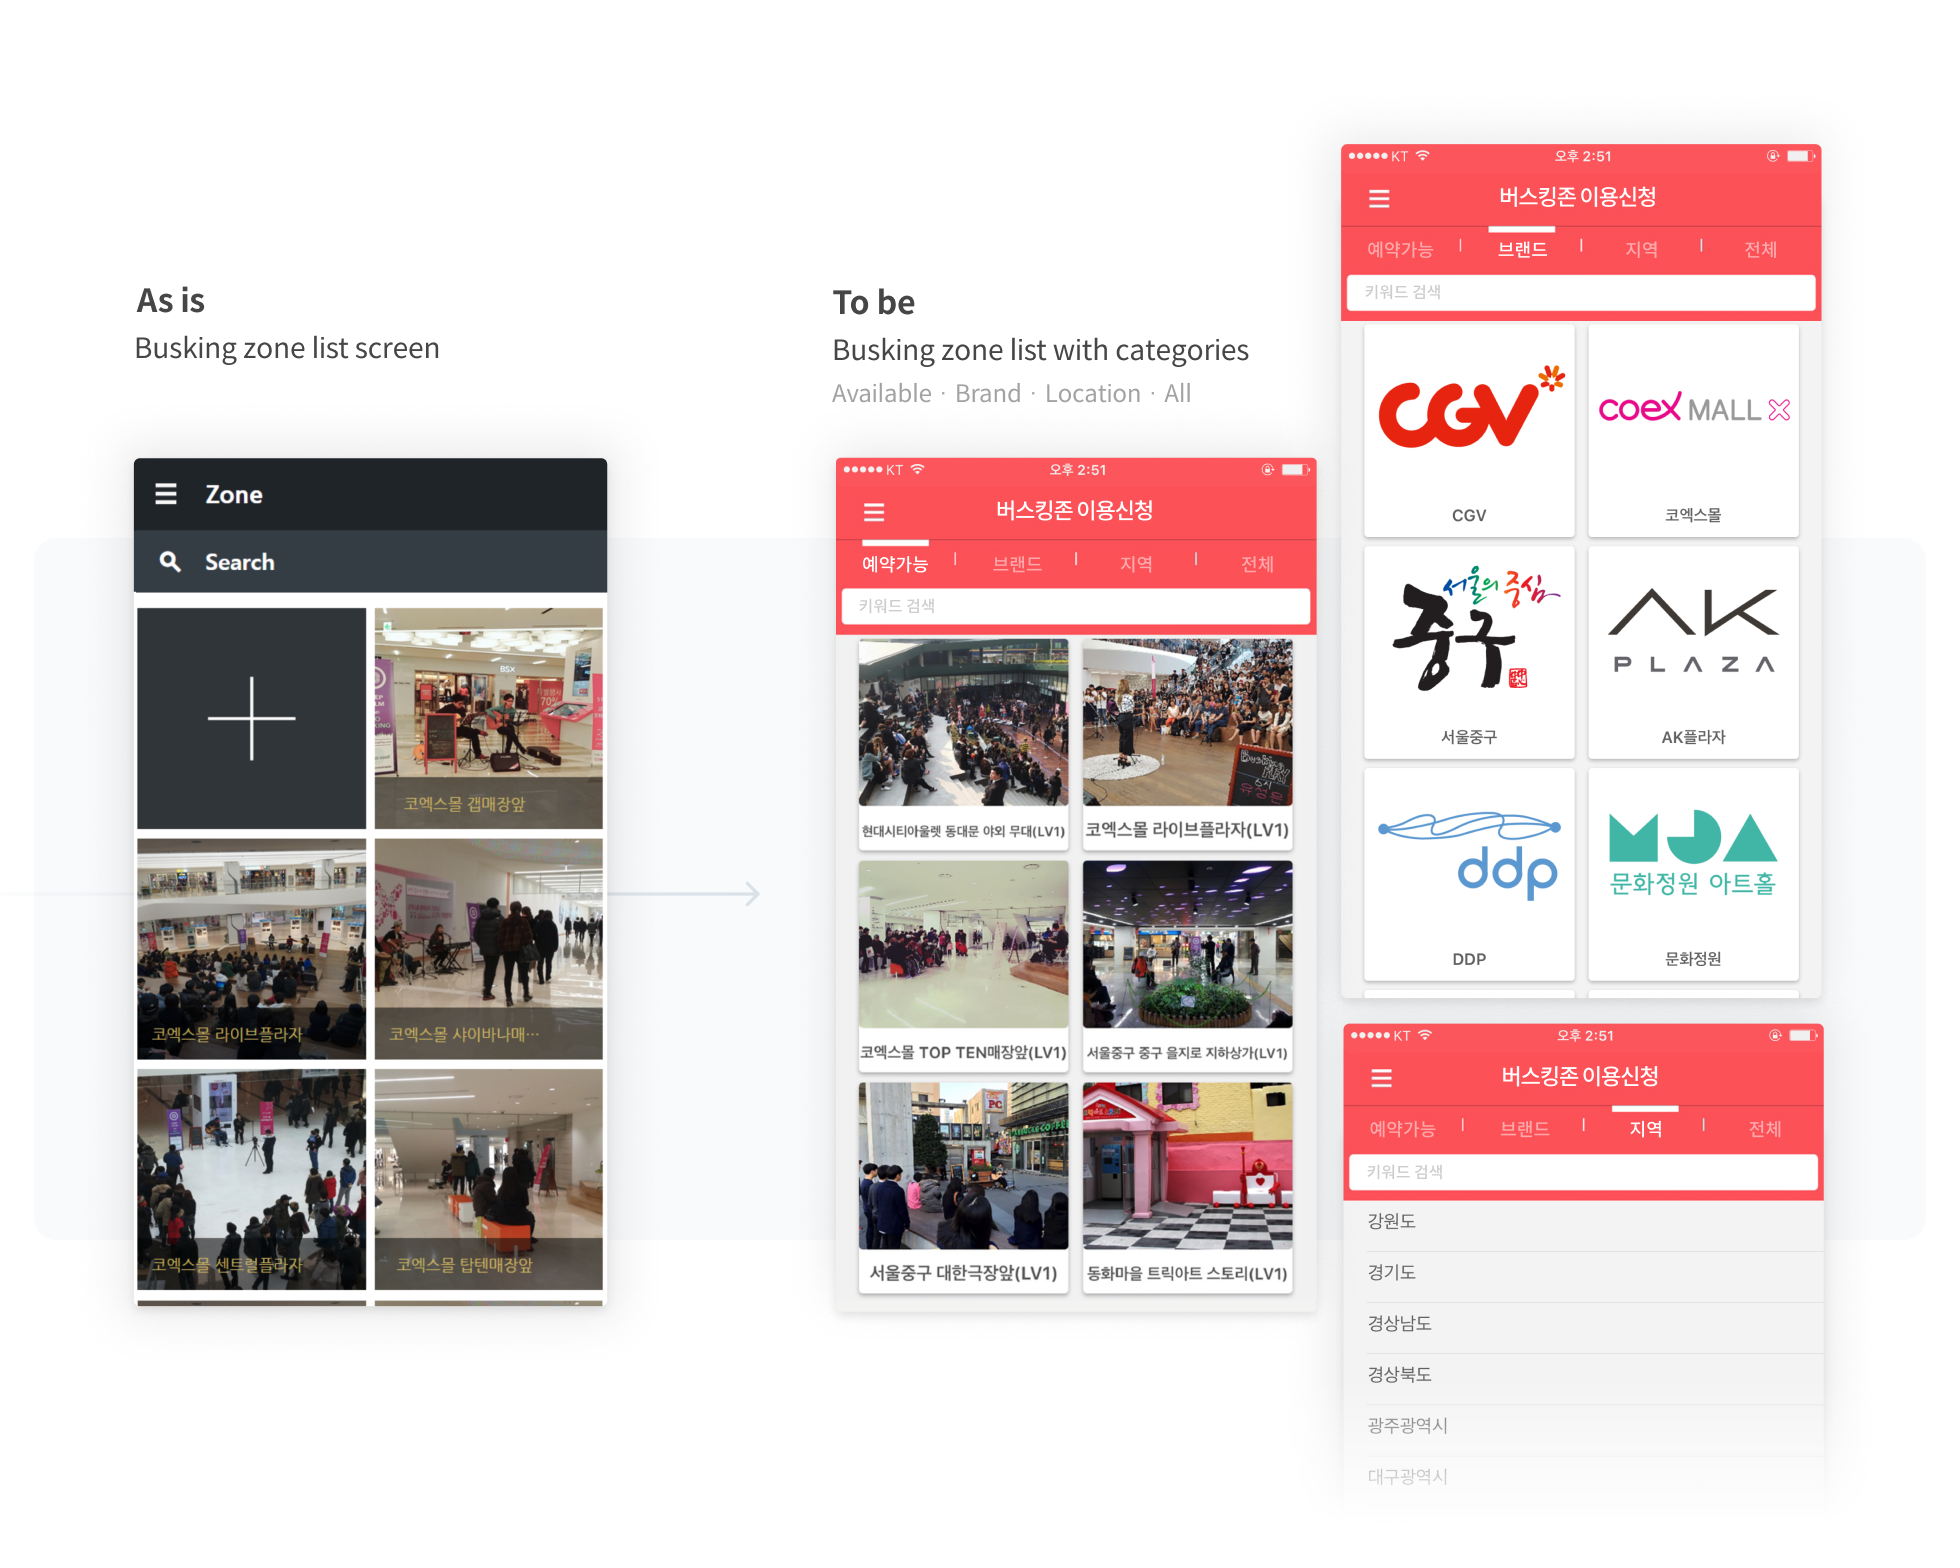 As is
Busking zone list screen
Zone
Search
BSX
70%
코엑스몰 갭매장앞
코엑스몰 라이브플라자
코엑스몰 샤이바나매…
코엑스몰 센트럴플라자
코엑스몰 탑텐매장앞
To be
Busking zone list with categories
Available · Brand · Location · All
KT
오후 2:51
버스킹존 이용신청
예약가능
브랜드
지역
전체
키워드 검색
현대시티아울렛 동대문 야외 무대(LV1)
코엑스몰 라이브플라자(LV1)
코엑스몰 TOP TEN매장앞(LV1)
서울중구 중구 을지로 지하상가(LV1)
PC
서울중구 대한극장앞(LV1)
동화마을 트릭아트 스토리(LV1)
KT
오후 2:51
버스킹존 이용신청
예약가능
브랜드
지역
전체
키워드 검색
CGV
CGV
coex MALL
코엑스몰
서울의 중심
중구
서울중구
AK
PLAZA
AK플라자
ddp
DDP
문화정원 아트홀
문화정원
KT
오후 2:51
버스킹존 이용신청
예약가능
브랜드
지역
전체
키워드 검색
강원도
경기도
경상남도
경상북도
광주광역시
대구광역시